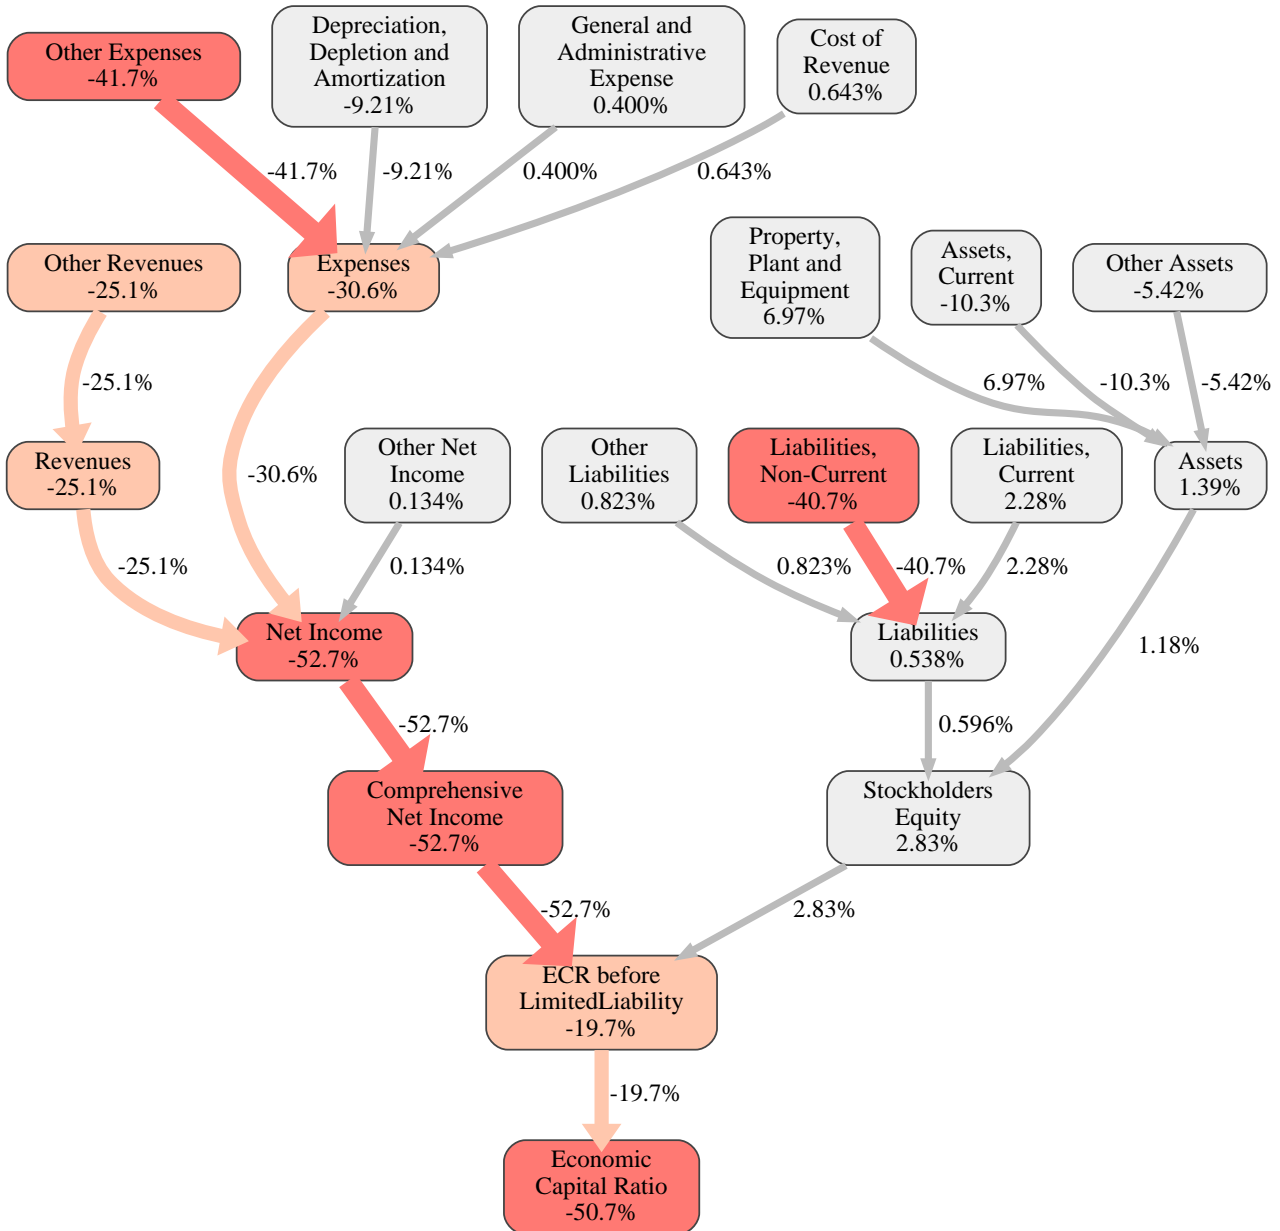 Other Expenses
-41.7%
Depreciation,
Depletion and
Amortization
-9.21%
General and
Administrative
Expense
0.400%
Cost of
Revenue
0.643%
-41.7%
-9.21%
0.400%
0.643%
Other Revenues
-25.1%
Expenses
-30.6%
Property,
Plant and
Equipment
6.97%
Assets,
Current
-10.3%
Other Assets
-5.42%
-25.1%
6.97%
-10.3%
-5.42%
Revenues
-25.1%
-30.6%
Other Net
Income
0.134%
Other
Liabilities
0.823%
Liabilities,
Non-Current
-40.7%
Liabilities,
Current
2.28%
Assets
1.39%
-25.1%
0.134%
0.823%
-40.7%
2.28%
Net Income
-52.7%
Liabilities
0.538%
1.18%
-52.7%
0.596%
Comprehensive
Net Income
-52.7%
Stockholders
Equity
2.83%
-52.7%
2.83%
ECR before
LimitedLiability
-19.7%
-19.7%
Economic
Capital Ratio
-50.7%